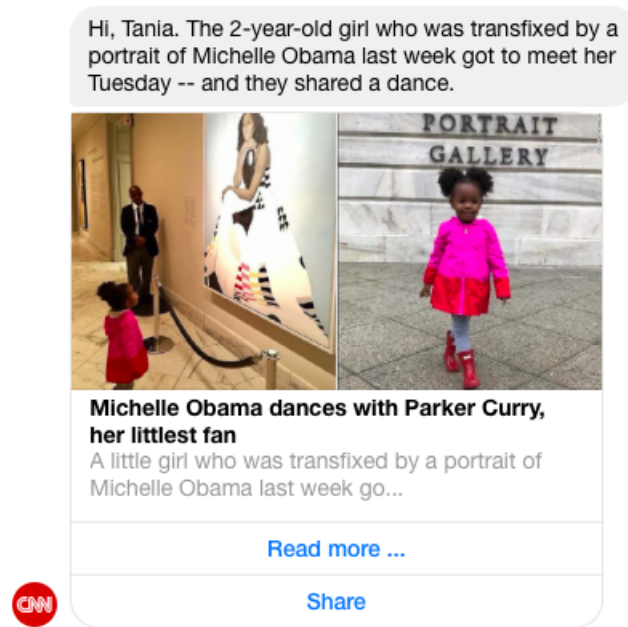 Hi, Tania. The 2-year-old girl who was transfixed by a
portrait of Michelle Obama last week got to meet her
Tuesday -- and they shared a dance.
PORTRAIT
GALLERY
Michelle Obama dances with Parker Curry,
her littlest fan
A little girl who was transfixed by a portrait of
Michelle Obama last week go...
Read more ...
Share
CNN